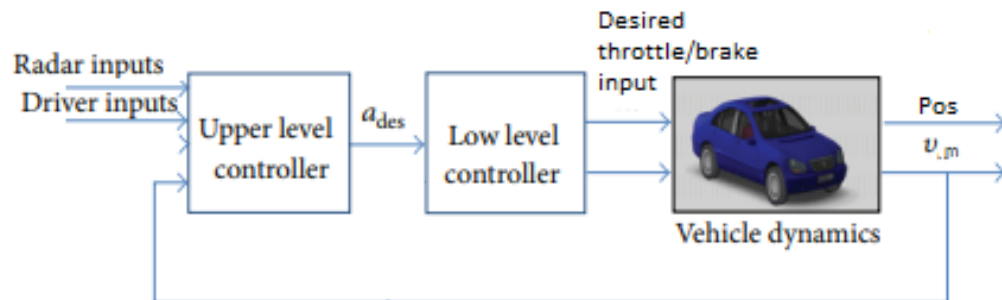 Radar inputs
Driver inputs
Upper level
controller
a_des
Low level
controller
Desired
throttle/brake
input
Pos
v,m
Vehicle dynamics